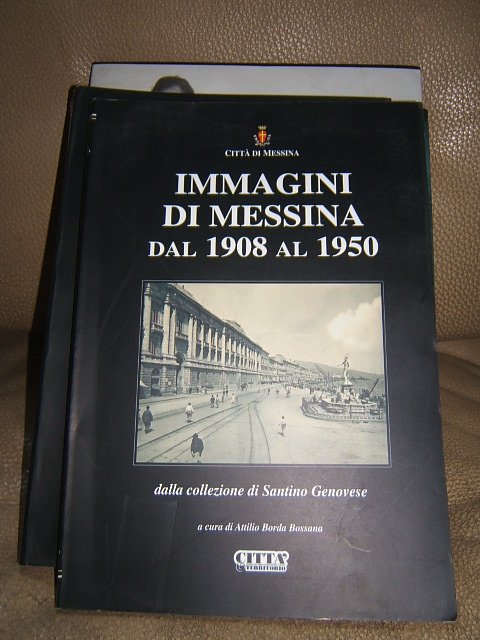 CITTÀ DI MESSINA
IMMAGINI
DI MESSINA
DAL 1908 AL 1950
dalla collezione di Santino Genovese
a cura di Attilio Borda Bossana
CITTÀ
& TERRITORIO